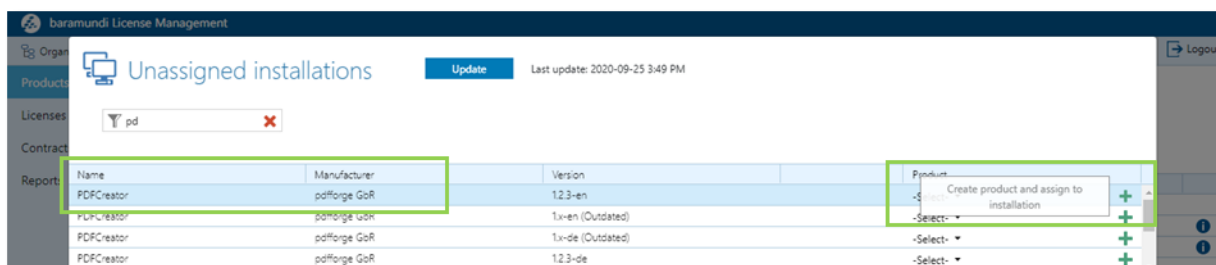 baramundi License Management
Organ
Logou
Unassigned installations
Update
Last update: 2020-09-25 3:49 PM
Products
Licenses
pd
Contract
Report
Name Manufacturer Version Product
PDFCreator pdfforge GbR 1.2.3-en
Create product and assign to
installation
PDFCreator pdfforge GbR 1.x-en (Outdated) -Select-
PDFCreator pdfforge GbR 1.x-de (Outdated) -Select-
PDFCreator pdfforge GbR 1.2.3-de -Select-